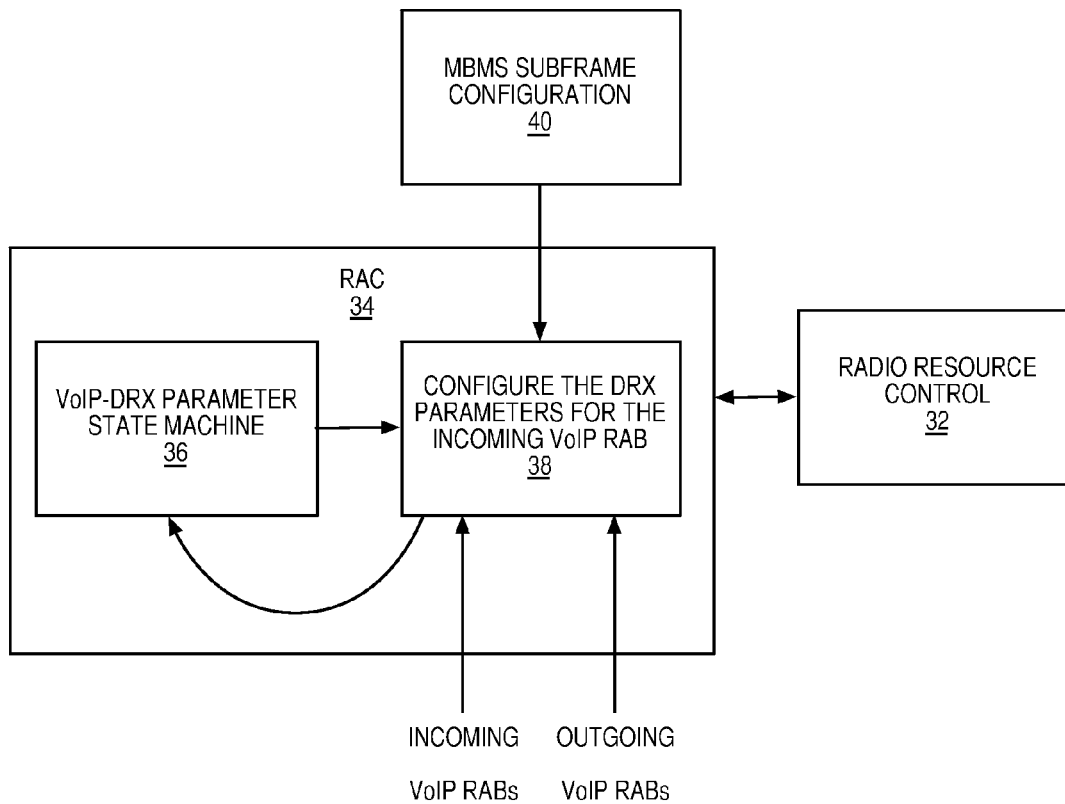 MBMS SUBFRAME
CONFIGURATION
40
RAC
34
VoIP-DRX PARAMETER
STATE MACHINE
36
CONFIGURE THE DRX
PARAMETERS FOR THE
INCOMING VoIP RAB
38
RADIO RESOURCE
CONTROL
32
INCOMING
VoIP RABs
OUTGOING
VoIP RABs